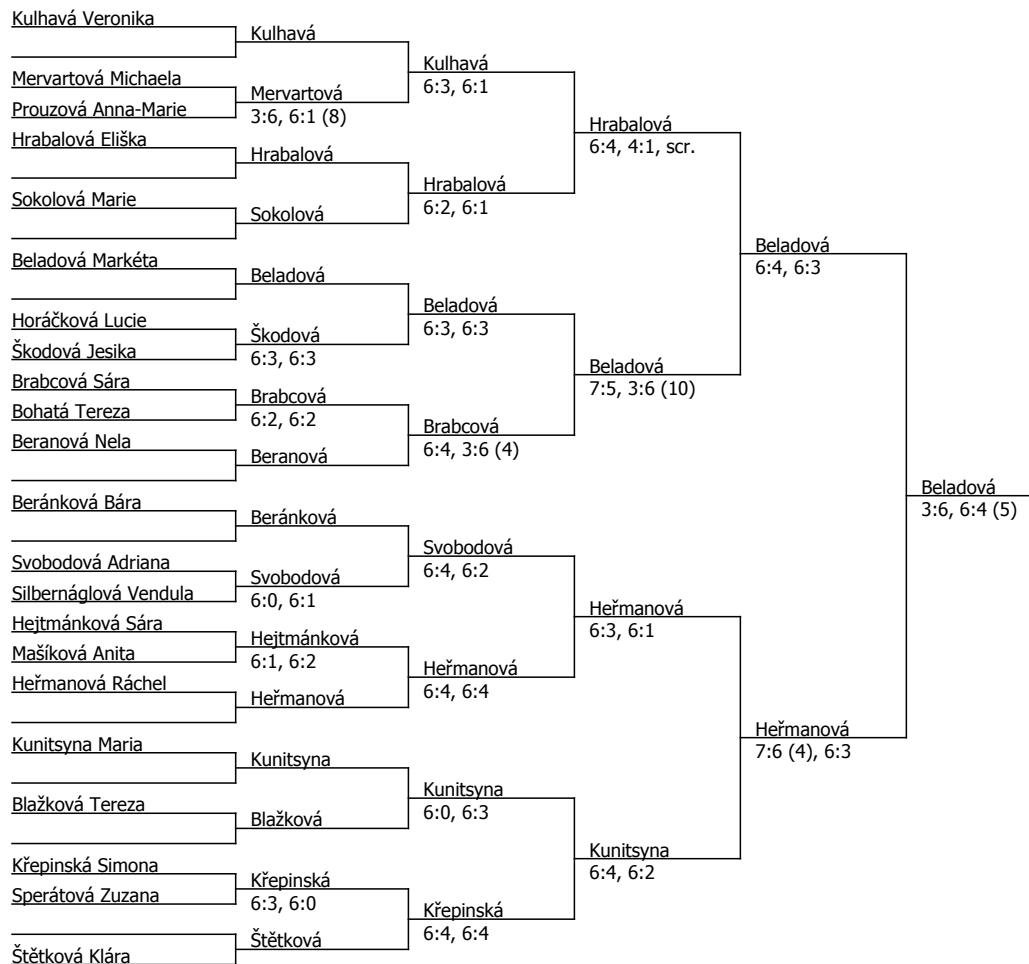 Kulhavá Veronika
Mervartová Michaela
Prouzová Anna-Marie
Hrabalová Eliška
Sokolová Marie
Beladová Markéta
Horáčková Lucie
Škodová Jesika
Brabcová Sára
Bohatá Tereza
Beranová Nela
Beránková Bára
Svobodová Adriana
Silbernáglová Vendula
Hejtmánková Sára
Mašíková Anita
Heřmanová Ráchel
Kunitsyna Maria
Blažková Tereza
Křepinská Simona
Sperátová Zuzana
Štětková Klára
Kulhavá
Mervartová
3:6, 6:1 (8)
Hrabalová
Sokolová
Beladová
Škodová
6:3, 6:3
Brabcová
6:2, 6:2
Beranová
Beránková
Svobodová
6:0, 6:1
Hejtmánková
6:1, 6:2
Heřmanová
Kunitsyna
Blažková
Křepinská
6:3, 6:0
Štětková
Kulhavá
6:3, 6:1
Hrabalová
6:2, 6:1
Beladová
6:3, 6:3
Brabcová
6:4, 3:6 (4)
Svobodová
6:4, 6:2
Heřmanová
6:4, 6:4
Kunitsyna
6:0, 6:3
Křepinská
6:4, 6:4
Hrabalová
6:4, 4:1, scr.
Beladová
7:5, 3:6 (10)
Heřmanová
6:3, 6:1
Kunitsyna
6:4, 6:2
Beladová
6:4, 6:3
Heřmanová
7:6 (4), 6:3
Beladová
3:6, 6:4 (5)